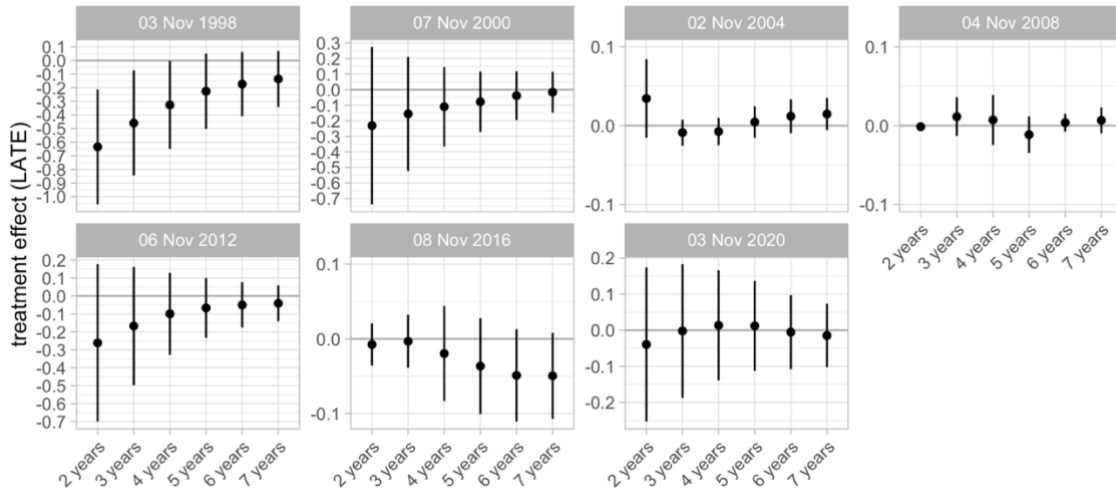 treatment effect (LATE)
03 Nov 1998
0.1
0.0
-0.1
-0.2
-0.3
-0.4
-0.5
-0.6
-0.7
-0.8
-0.9
-1.0
07 Nov 2000
0.3
0.2
0.1
0.0
-0.1
-0.2
-0.3
-0.4
-0.5
-0.6
-0.7
02 Nov 2004
0.1
0.0
-0.1
04 Nov 2008
0.1
0.0
-0.1
2 years
3 years
4 years
5 years
6 years
7 years
06 Nov 2012
0.2
0.1
0.0
-0.1
-0.2
-0.3
-0.4
-0.5
-0.6
-0.7
2 years
3 years
4 years
5 years
6 years
7 years
08 Nov 2016
0.1
0.0
-0.1
2 years
3 years
4 years
5 years
6 years
7 years
03 Nov 2020
0.2
0.1
0.0
-0.1
-0.2
2 years
3 years
4 years
5 years
6 years
7 years